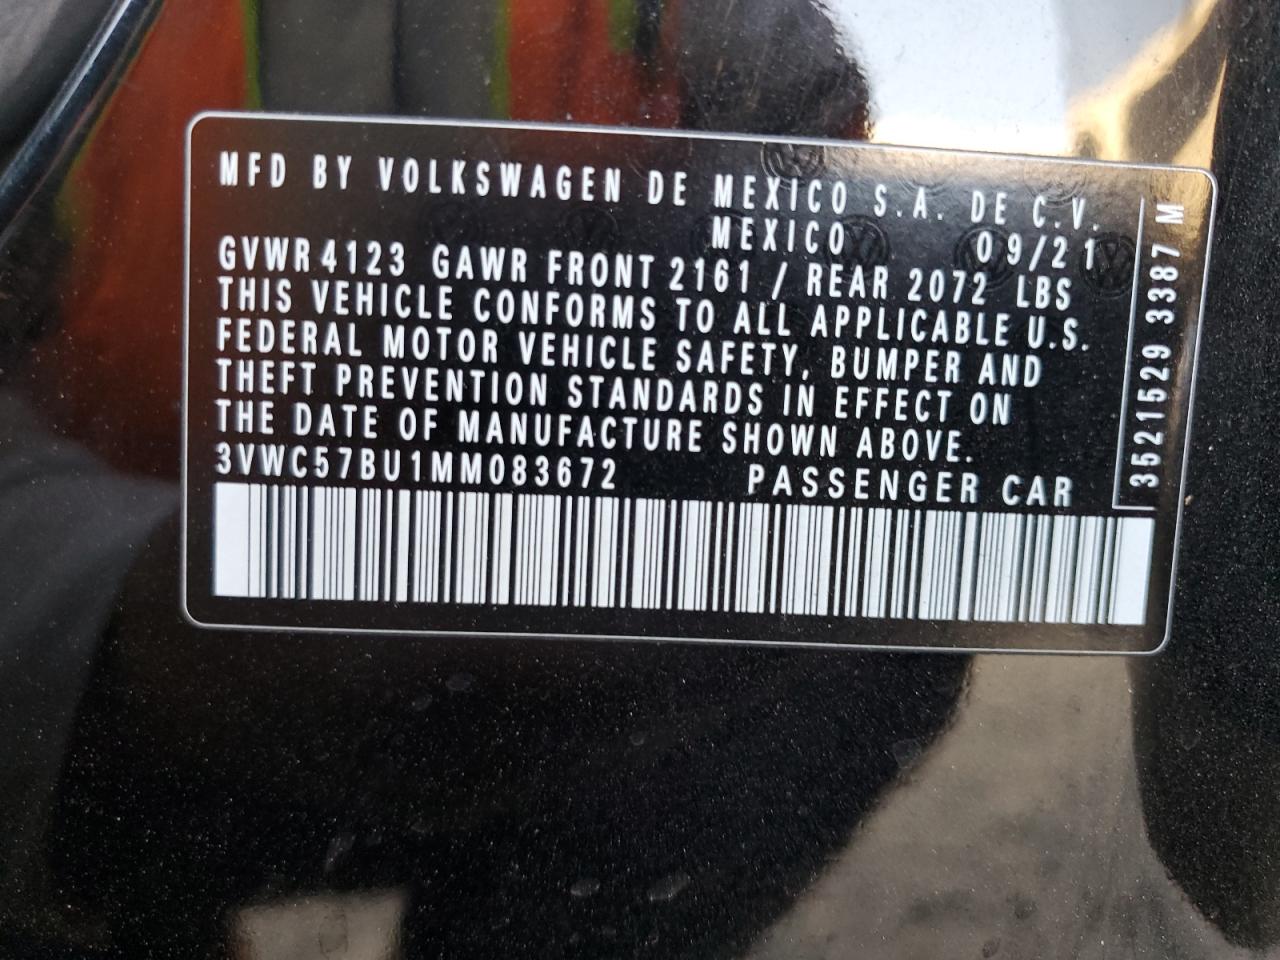 MFD BY VOLKSWAGEN DE MEXICO S.A. DE C.V.
MEXICO 09/21
GVWR 4123 GAWR FRONT 2161 / REAR 2072 LBS
THIS VEHICLE CONFORMS TO ALL APPLICABLE U.S.
FEDERAL MOTOR VEHICLE SAFETY, BUMPER AND
THEFT PREVENTION STANDARDS IN EFFECT ON
THE DATE OF MANUFACTURE SHOWN ABOVE.
3VWC57BU1MM083672 PASSENGER CAR
3521529 3387 M